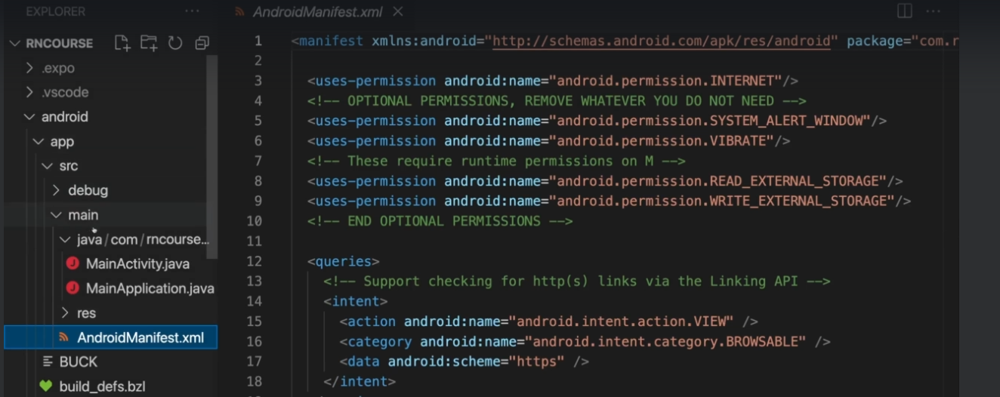 EXPLORER
RNCOURSE
.expo
.vscode
android
app
src
debug
main
java/com/rncourse...
MainActivity.java
MainApplication.java
res
AndroidManifest.xml
BUCK
build_defs.bzl
AndroidManifest.xml
1 <manifest xmlns:android="http://schemas.android.com/apk/res/android" package="com.r
2
3 <uses-permission android:name="android.permission.INTERNET"/>
4 <!-- OPTIONAL PERMISSIONS, REMOVE WHATEVER YOU DO NOT NEED -->
5 <uses-permission android:name="android.permission.SYSTEM_ALERT_WINDOW"/>
6 <uses-permission android:name="android.permission.VIBRATE"/>
7 <!-- These require runtime permissions on M -->
8 <uses-permission android:name="android.permission.READ_EXTERNAL_STORAGE"/>
9 <uses-permission android:name="android.permission.WRITE_EXTERNAL_STORAGE"/>
10 <!-- END OPTIONAL PERMISSIONS -->
11
12 <queries>
13 <!-- Support checking for http(s) links via the Linking API -->
14 <intent>
15 <action android:name="android.intent.action.VIEW" />
16 <category android:name="android.intent.category.BROWSABLE" />
17 <data android:scheme="https" />
18 </intent>